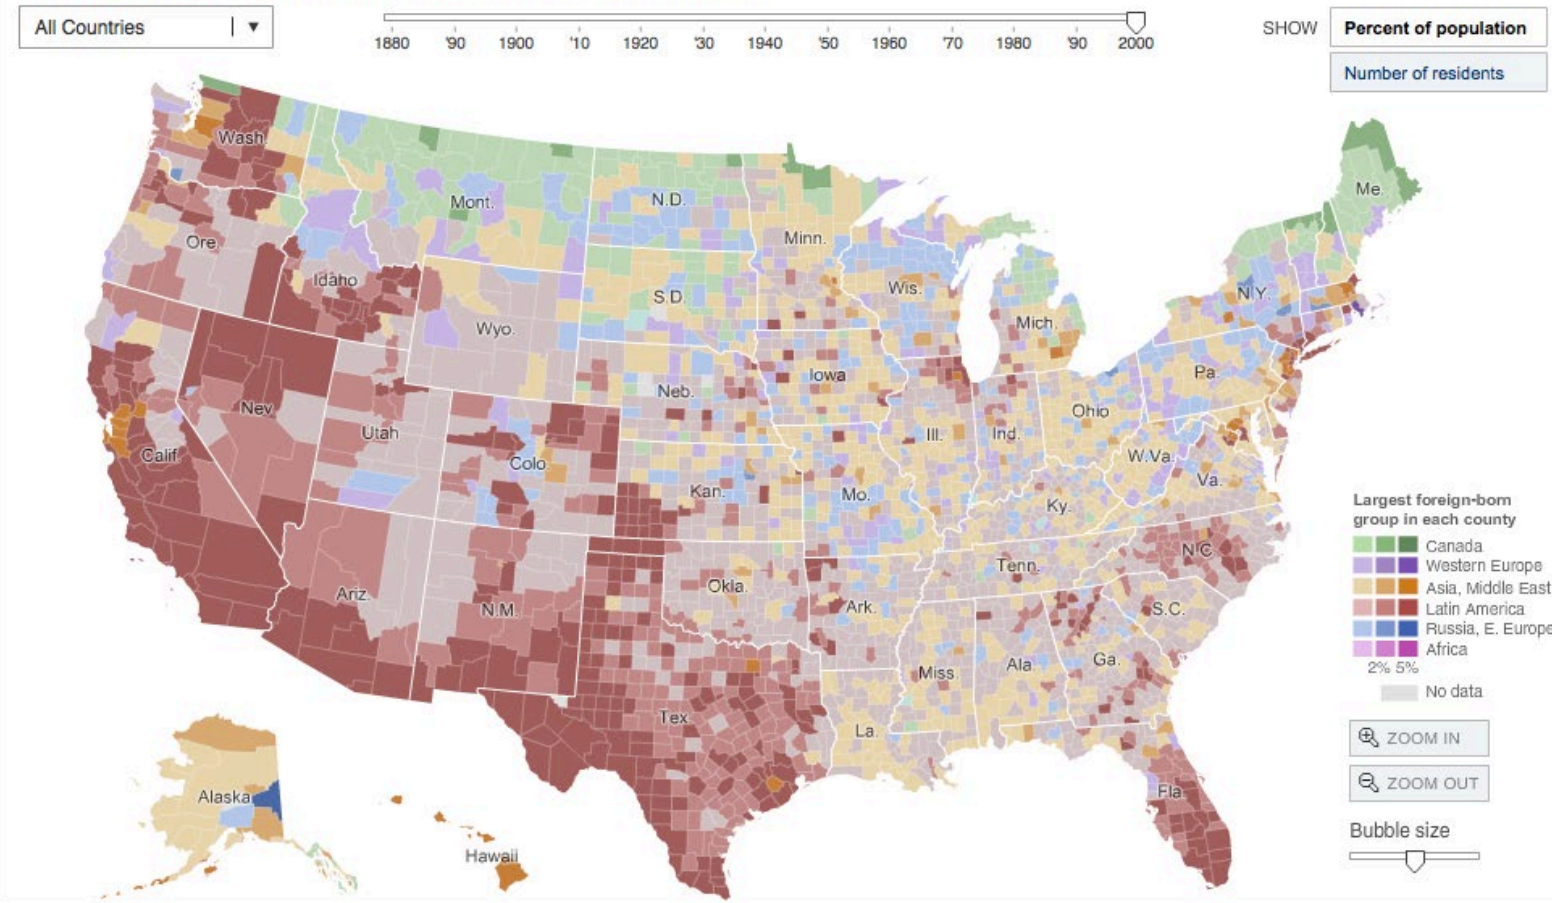 All Countries
SHOW
Percent of population
Number of residents
1880 '90 1900 '10 1920 '30 1940 '50 1960 '70 1980 '90 2000
Wash.
Mont.
N.D.
Minn.
Me.
Ore
Idaho
S.D.
Wis.
Mich.
N.Y.
Wyo.
Neb.
Iowa
Pa.
Nev
Utah
Colo
Ill.
Ind.
Ohio
Calif.
Kan.
Mo.
W.Va.
Va.
Ky.
Ariz.
N.M.
Okla.
Ark.
Tenn.
N.C
S.C.
Tex
La.
Miss.
Ala.
Ga.
Fla.
Alaska
Hawaii
Largest foreign-born
group in each county
Canada
Western Europe
Asia, Middle East
Latin America
Russia, E. Europe
Africa
2% 5%
No data
ZOOM IN
ZOOM OUT
Bubble size